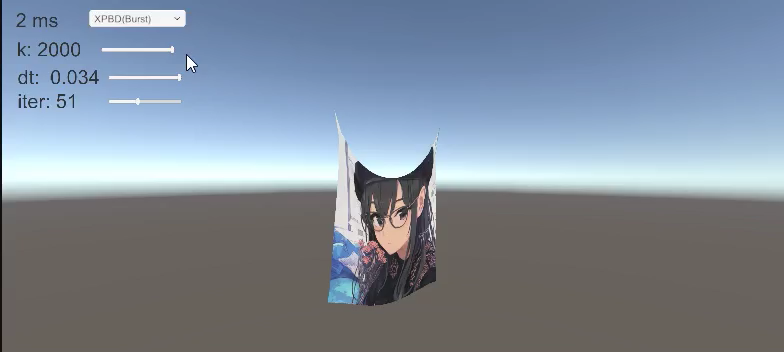 2 ms XPBD(Burst)
k: 2000
dt: 0.034
iter: 51